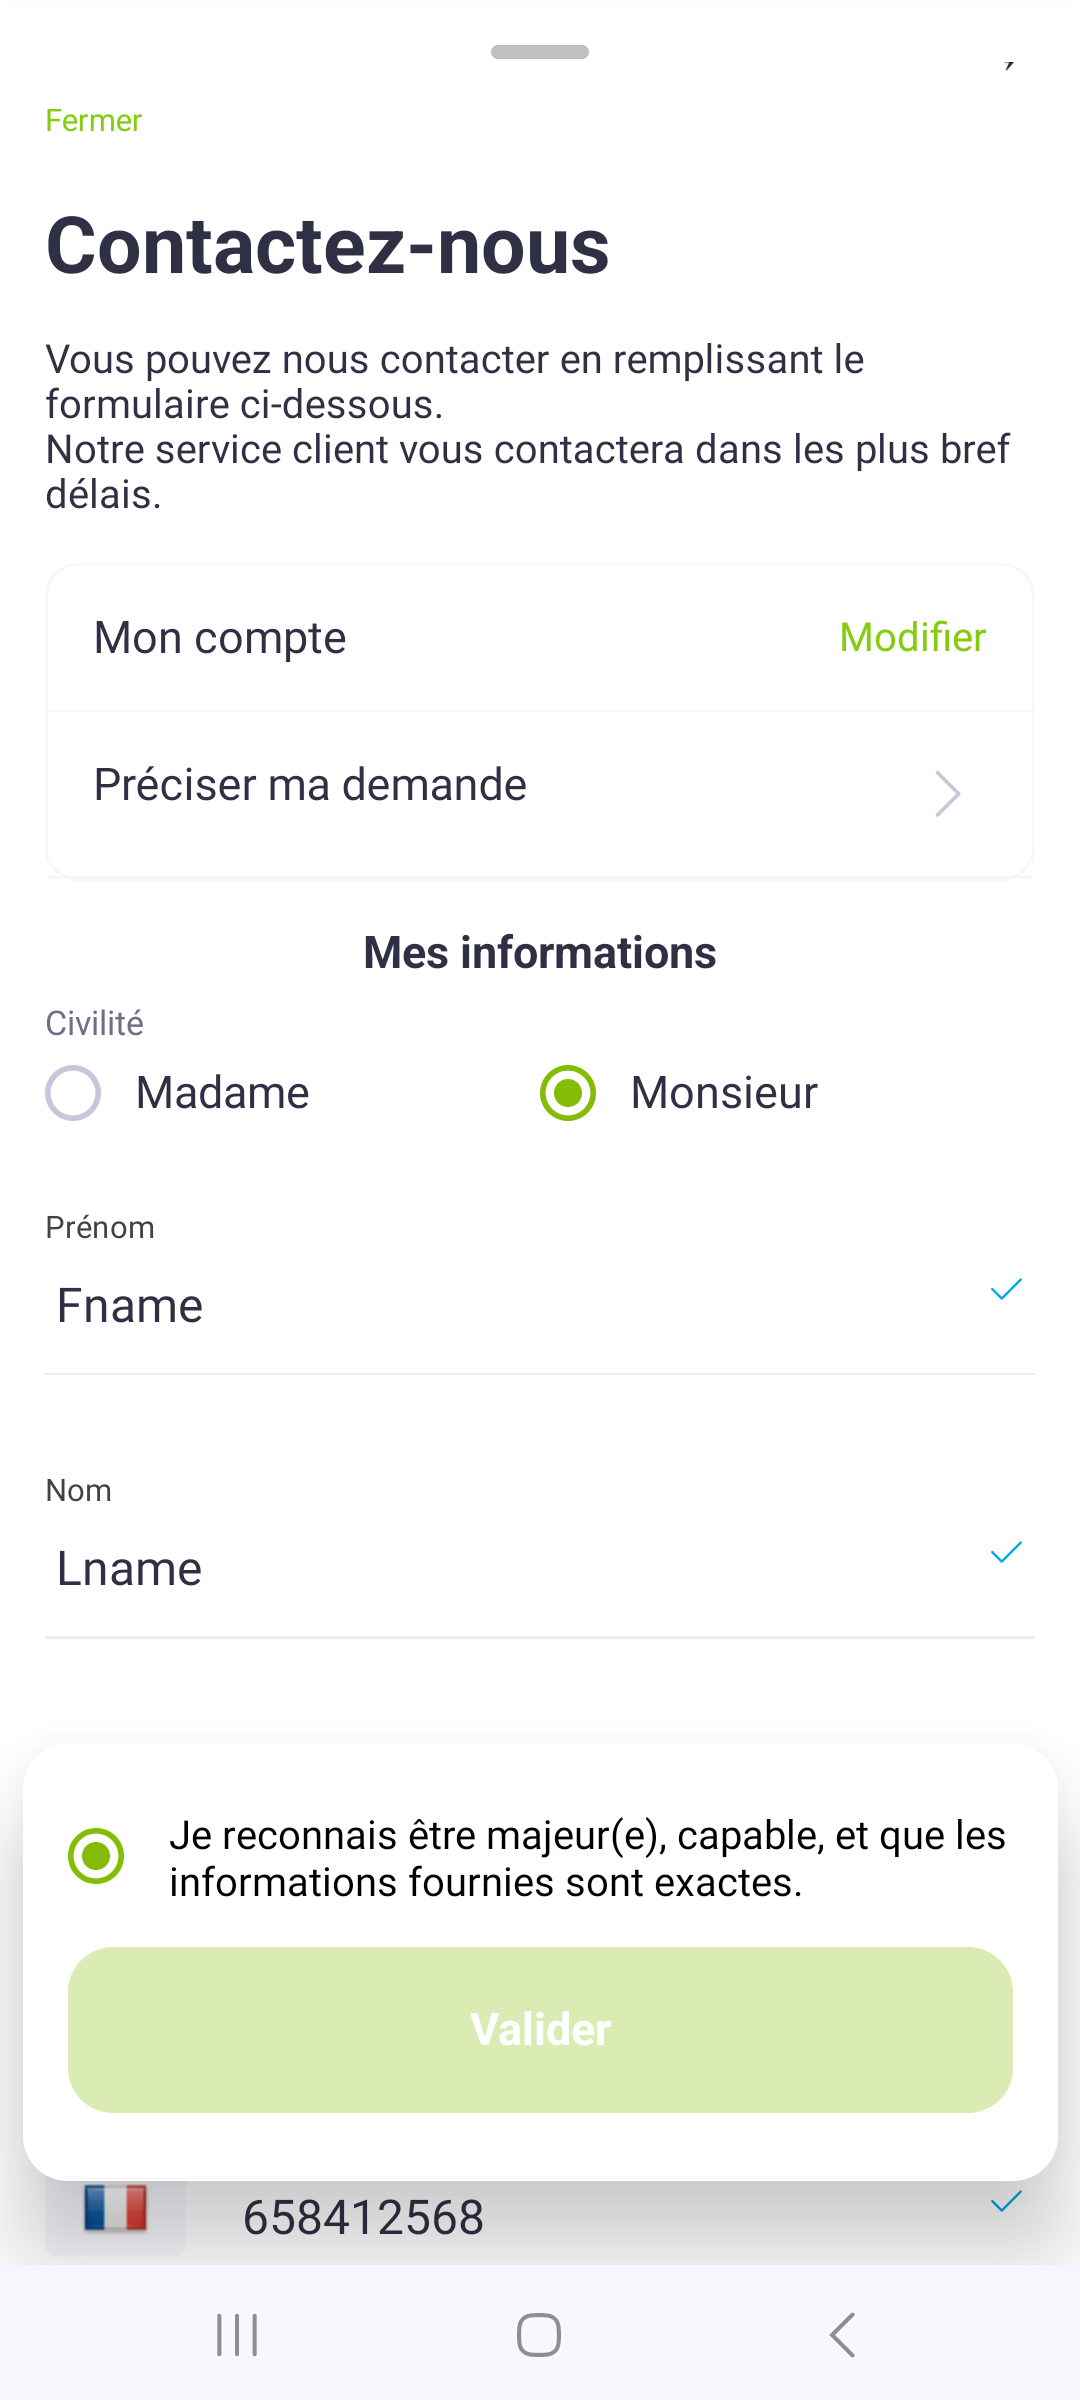 Fermer
Contactez-nous
Vous pouvez nous contacter en remplissant le
formulaire ci-dessous.
Notre service client vous contactera dans les plus bref
délais.
Mon compte
Modifier
Préciser ma demande
Mes informations
Civilité
Madame
Monsieur
Prénom
Fname
Nom
Lname
Je reconnais être majeur(e), capable, et que les
informations fournies sont exactes.
Valider
658412568